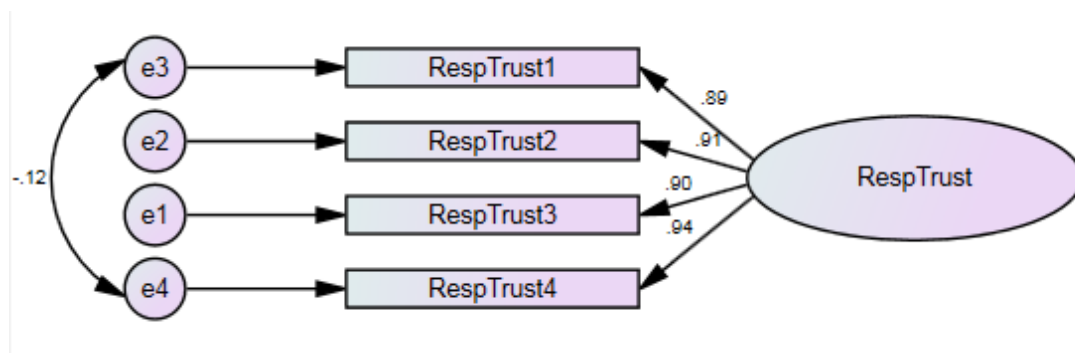 e3
RespTrust1
.89
e2
RespTrust2
.91
-.12
RespTrust
.90
e1
RespTrust3
.94
e4
RespTrust4